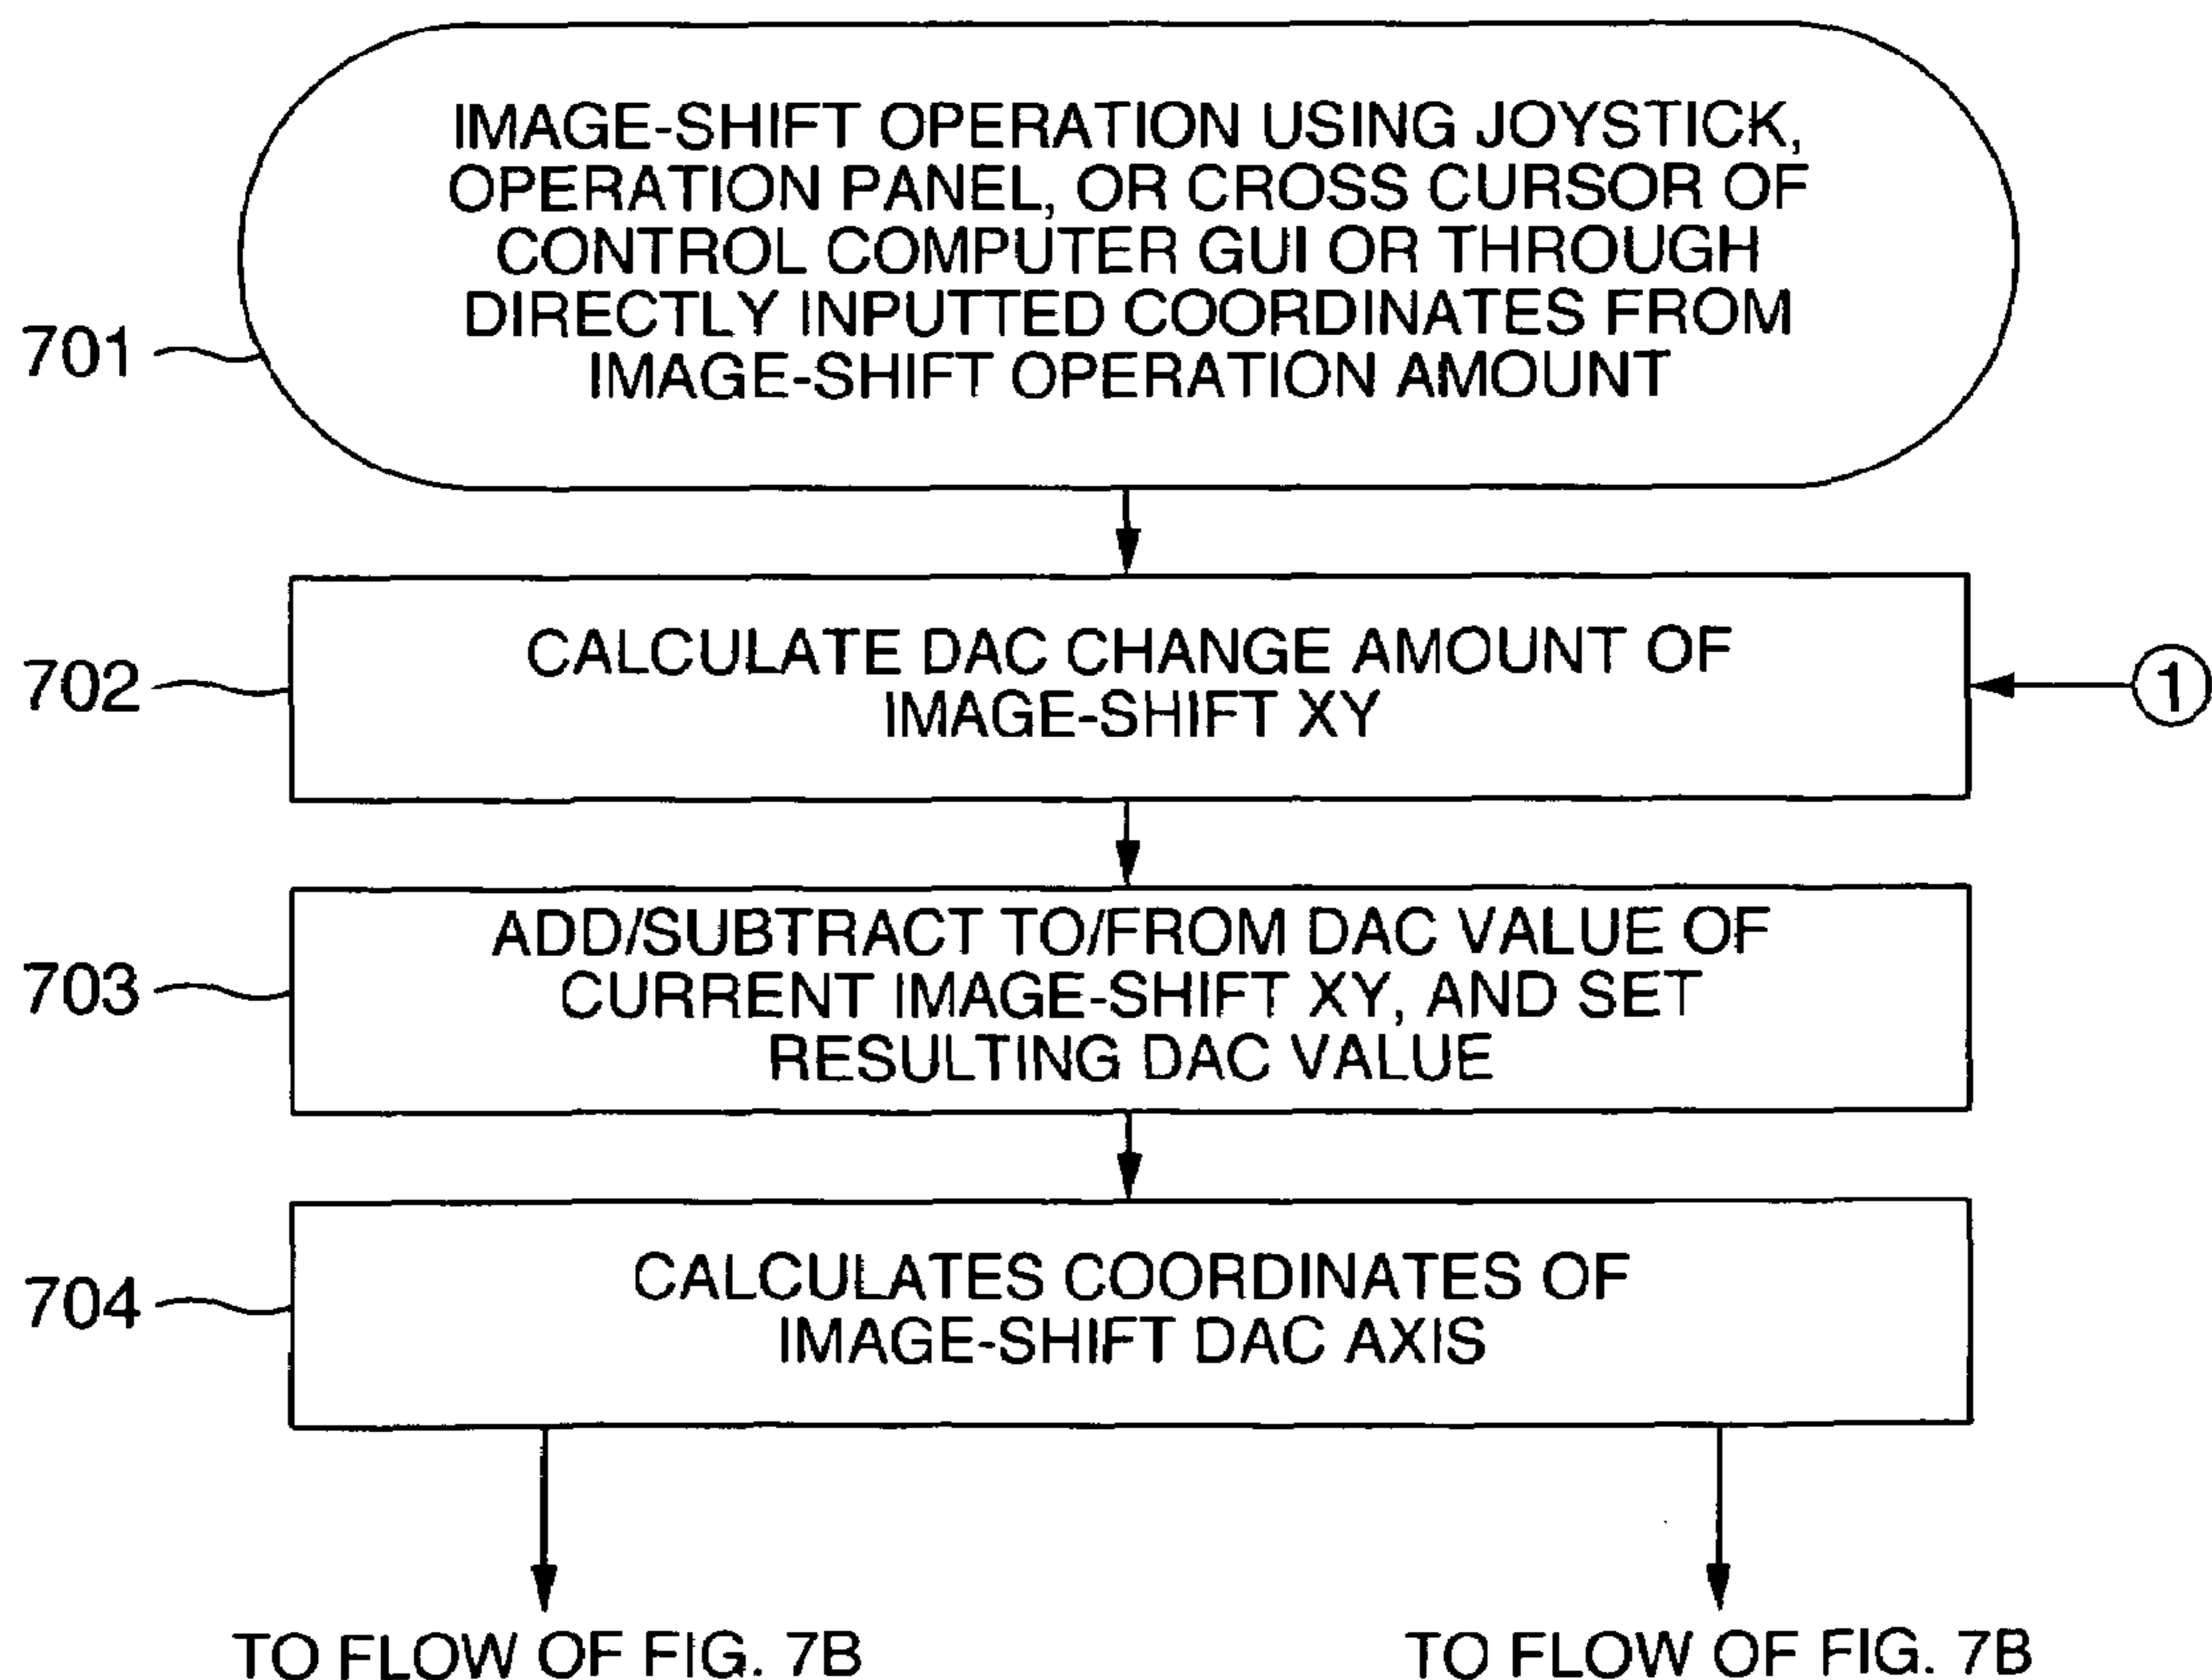 IMAGE-SHIFT OPERATION USING JOYSTICK,
OPERATION PANEL, OR CROSS CURSOR OF
CONTROL COMPUTER GUI OR THROUGH
DIRECTLY INPUTTED COORDINATES FROM
IMAGE-SHIFT OPERATION AMOUNT
701
CALCULATE DAC CHANGE AMOUNT OF
IMAGE-SHIFT XY
702
1
ADD/SUBTRACT TO/FROM DAC VALUE OF
CURRENT IMAGE-SHIFT XY, AND SET
RESULTING DAC VALUE
703
CALCULATES COORDINATES OF
IMAGE-SHIFT DAC AXIS
704
TO FLOW OF FIG. 7B
TO FLOW OF FIG. 7B